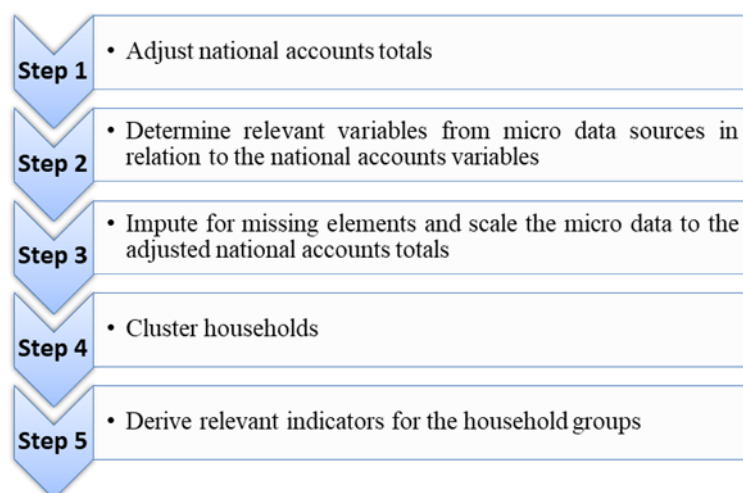 Step 1
• Adjust national accounts totals
Step 2
• Determine relevant variables from micro data sources in
relation to the national accounts variables
Step 3
• Impute for missing elements and scale the micro data to the
adjusted national accounts totals
Step 4
• Cluster households
Step 5
• Derive relevant indicators for the household groups